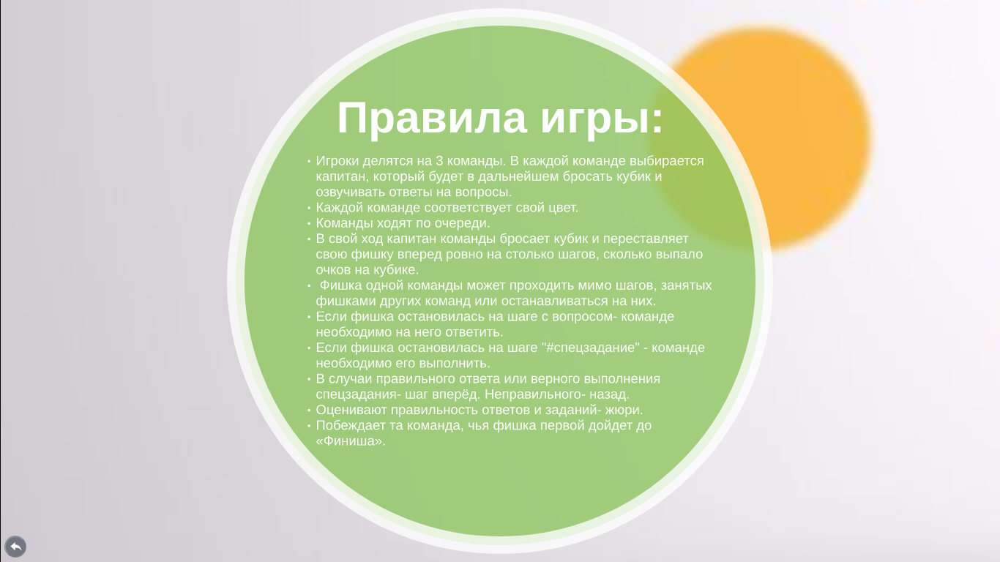 Правила игры:
• Игроки делятся на 3 команды. В каждой команде выбирается
капитан, который будет в дальнейшем бросать кубик и
озвучивать ответы на вопросы.
• Каждой команде соответствует свой цвет.
• Команды ходят по очереди.
• В свой ход капитан команды бросает кубик и переставляет
свою фишку вперед ровно на столько шагов, сколько выпало
очков на кубике.
• Фишка одной команды может проходить мимо шагов, занятых
фишками других команд или останавливаться на них.
• Если фишка остановилась на шаге с вопросом- команде
необходимо на него ответить.
• Если фишка остановилась на шаге "#спецзадание" - команде
необходимо его выполнить.
• В случаи правильного ответа или верного выполнения
спецзадания- шаг вперёд. Неправильного- назад.
• Оценивают правильность ответов и заданий- жюри.
• Побеждает та команда, чья фишка первой дойдет до
«Финиша».